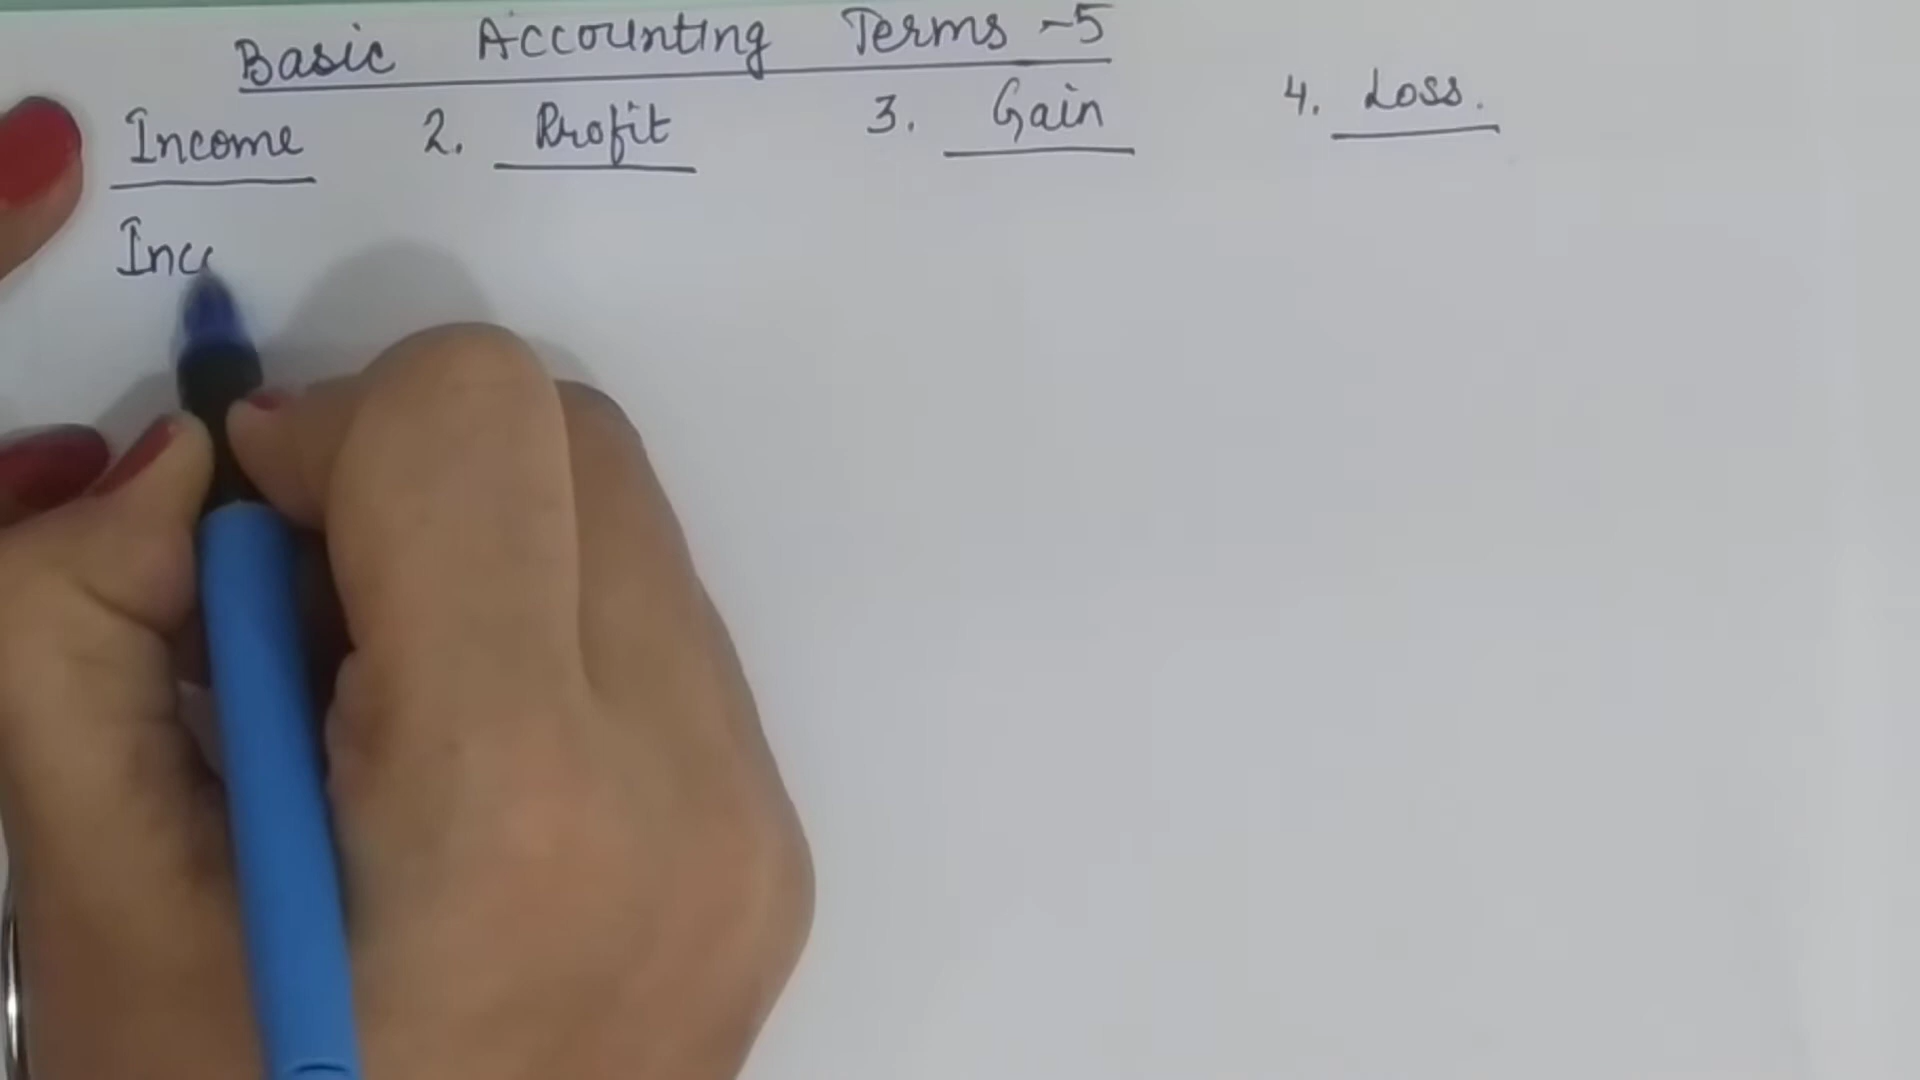 Basic Accounting Terms -5
Income 2. Profit 3. Gain 4. Loss.
Inc